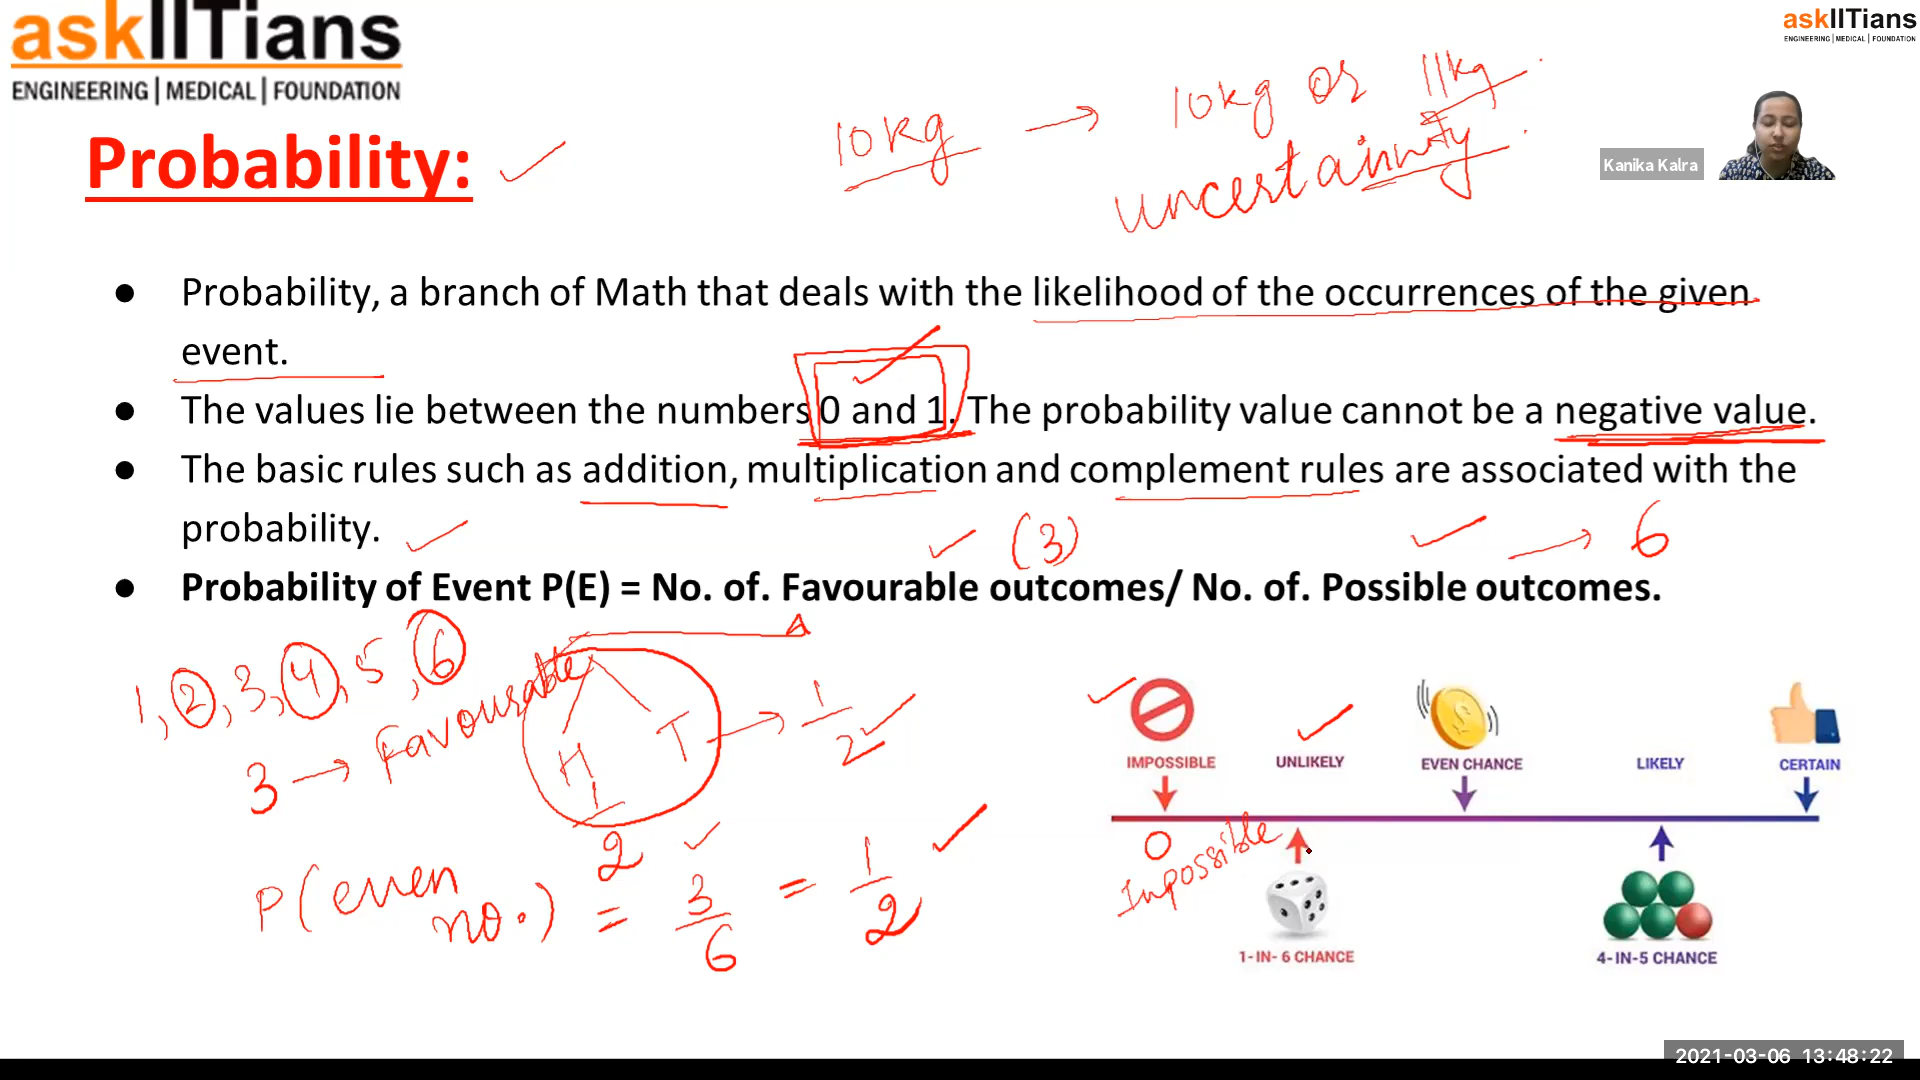 askIITians
ENGINEERING | MEDICAL | FOUNDATION
askIITians
ENGINEERING | MEDICAL | FOUNDATION
10kg → 10kg or 11kg
Probability:
Kanika Kalra
● Probability, a branch of Math that deals with the likelihood of the occurrences of the given
event.
● The values lie between the numbers 0 and 1. The probability value cannot be a negative value.
● The basic rules such as addition, multiplication and complement rules are associated with the
probability.
(3) → 6
● Probability of Event P(E) = No. of. Favourable outcomes/ No. of. Possible outcomes.
1, 2, 3, 4, 5, 6
3 → Favourable
H T → 1/2
1/2
P(even no.) = 3/6 = 1/2
IMPOSSIBLE UNLIKELY EVEN CHANCE LIKELY CERTAIN
0
Impossible
1-IN- 6 CHANCE 4-IN-5 CHANCE
2021-03-06 13:48:22